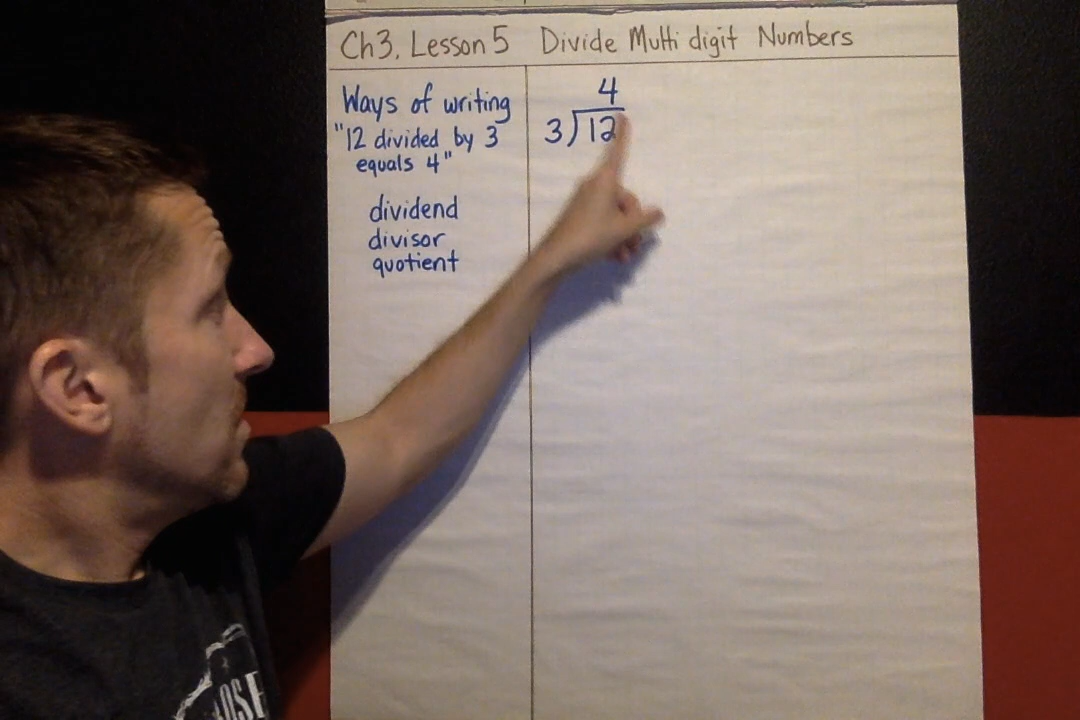 Ch3, Lesson 5 Divide Multi digit Numbers
Ways of writing
"12 divided by 3
equals 4"
dividend
divisor
quotient
4
3)12